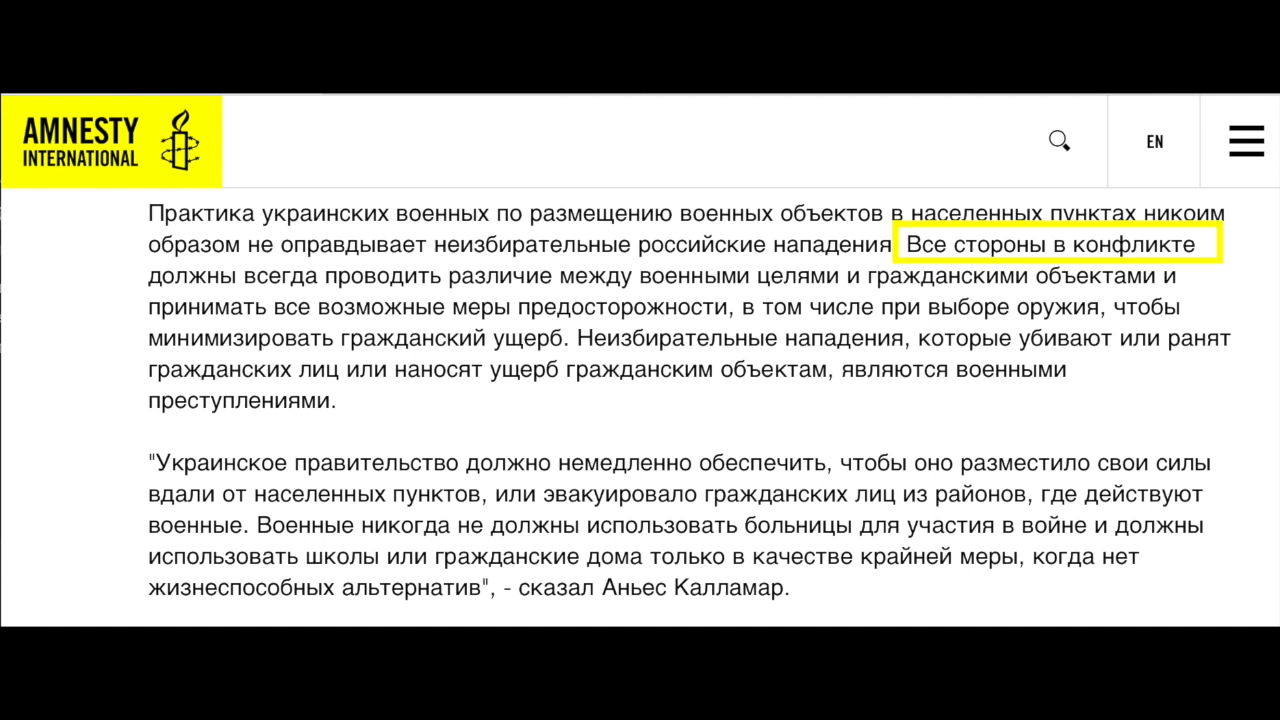 AMNESTY
INTERNATIONAL
EN
Практика украинских военных по размещению военных объектов в населенных пунктах никоим
образом не оправдывает неизбирательные российские нападения Все стороны в конфликте
должны всегда проводить различие между военными целями и гражданскими объектами и
принимать все возможные меры предосторожности, в том числе при выборе оружия, чтобы
минимизировать гражданский ущерб. Неизбирательные нападения, которые убивают или ранят
гражданских лиц или наносят ущерб гражданским объектам, являются военными
преступлениями.
"Украинское правительство должно немедленно обеспечить, чтобы оно разместило свои силы
вдали от населенных пунктов, или эвакуировало гражданских лиц из районов, где действуют
военные. Военные никогда не должны использовать больницы для участия в войне и должны
использовать школы или гражданские дома только в качестве крайней меры, когда нет
жизнеспособных альтернатив", - сказал Аньес Калламар.